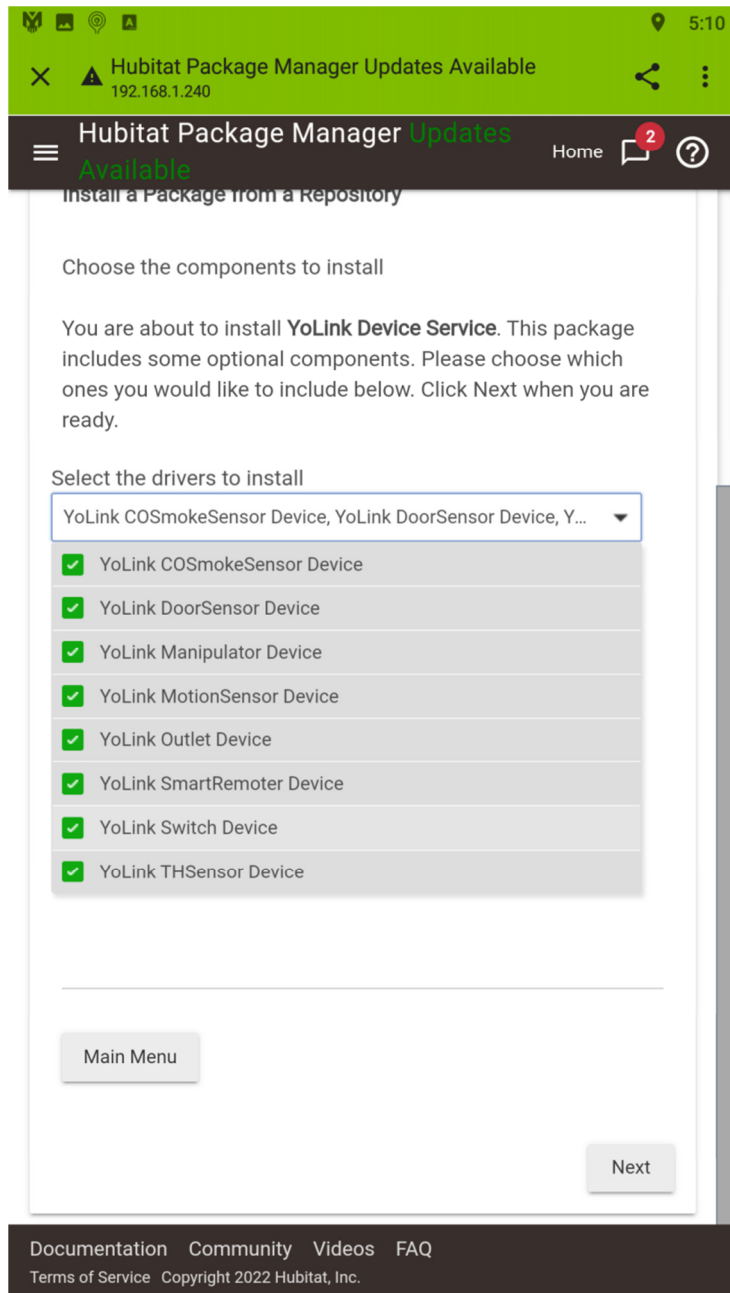 5:10
Hubitat Package Manager Updates Available
192.168.1.240
Hubitat Package Manager Updates
Available
Home
2
Install a Package from a Repository
Choose the components to install
You are about to install YoLink Device Service. This package
includes some optional components. Please choose which
ones you would like to include below. Click Next when you are
ready.
Select the drivers to install
YoLink COSmokeSensor Device, YoLink DoorSensor Device, Y...
YoLink COSmokeSensor Device
YoLink DoorSensor Device
YoLink Manipulator Device
YoLink MotionSensor Device
YoLink Outlet Device
YoLink SmartRemoter Device
YoLink Switch Device
YoLink THSensor Device
Main Menu
Next
Documentation Community Videos FAQ
Terms of Service Copyright 2022 Hubitat, Inc.